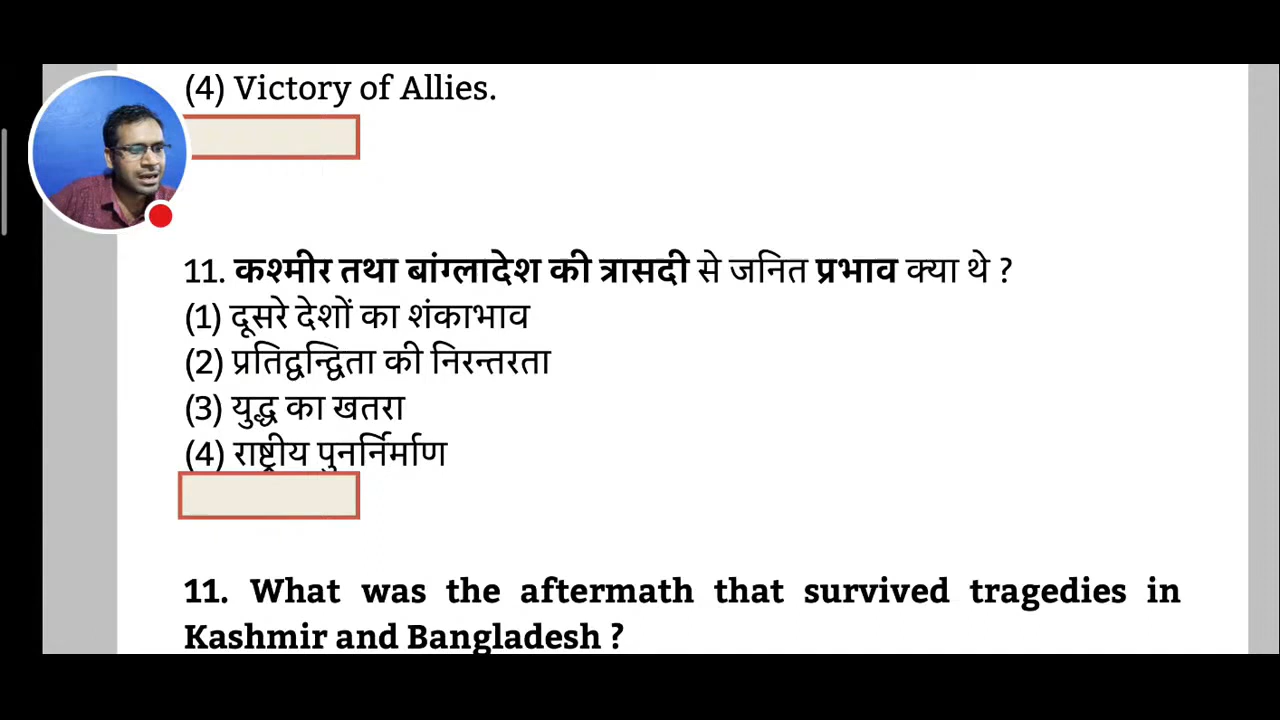 (4) Victory of Allies.
11. कश्मीर तथा बांग्लादेश की त्रासदी से जनित प्रभाव क्या थे ?
(1) दूसरे देशों का शंकाभाव
(2) प्रतिद्वन्द्विता की निरन्तरता
(3) युद्ध का खतरा
(4) राष्ट्रीय पुनर्निर्माण
11. What was the aftermath that survived tragedies in
Kashmir and Bangladesh ?